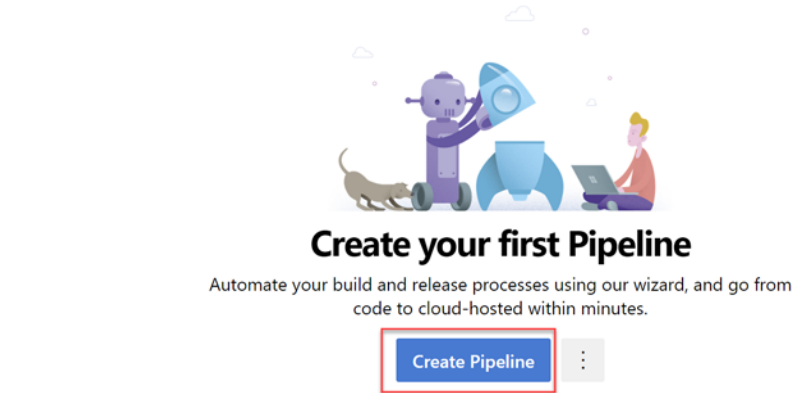 Create your first Pipeline
Automate your build and release processes using our wizard, and go from
code to cloud-hosted within minutes.
Create Pipeline